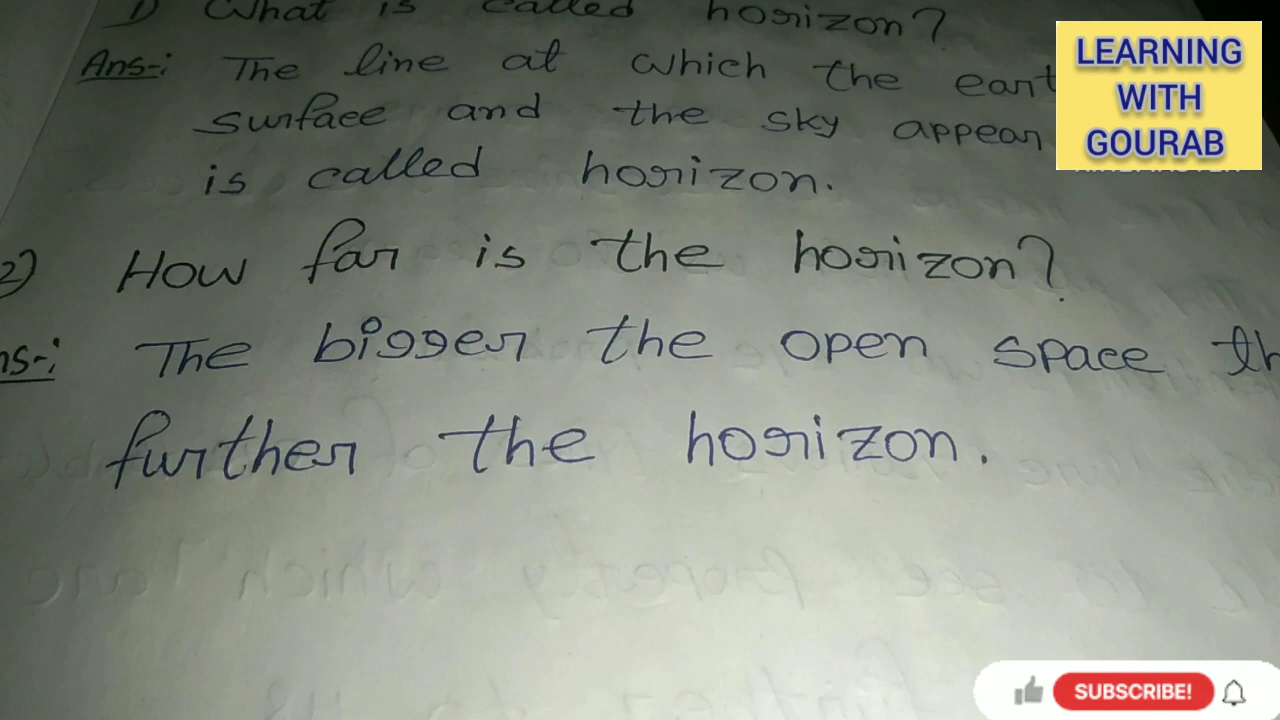 1) What is called horizon?
Ans-: The line at which the eart
surface and the sky appear
is called horizon.
2) How far is the horizon?
ns-: The bigger the open space th
further the horizon.
LEARNING
WITH
GOURAB
SUBSCRIBE!